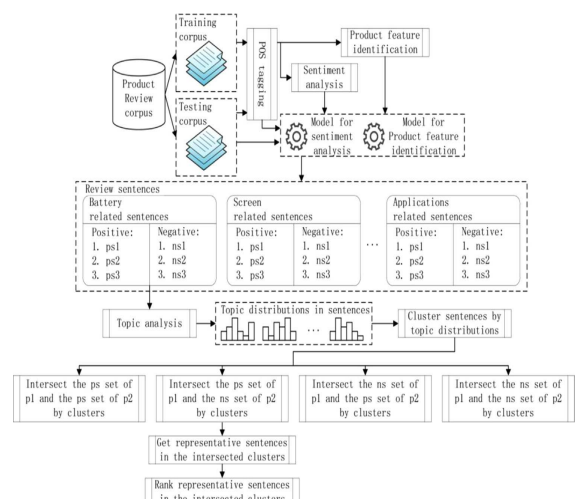 Training
corpus
Product
Review
corpus
Testing
corpus
POS tagging
Product feature
identification
Sentiment
analysis
Model for
sentiment
analysis
Model for
Product feature
identification
Review sentences
Battery
related sentences
Positive:
1. ps1
2. ps2
3. ps3
Negative:
1. ns1
2. ns2
3. ns3
Screen
related sentences
Positive:
1. ps1
2. ps2
3. ps3
Negative:
1. ns1
2. ns2
3. ns3
...
Applications
related sentences
Positive:
1. ps1
2. ps2
3. ps3
Negative:
1. ns1
2. ns2
3. ns3
Topic analysis
Topic distributions in sentences
...
Cluster sentences by
topic distributions
Intersect the ps set of
p1 and the ps set of p2
by clusters
Intersect the ps set of
p1 and the ns set of p2
by clusters
Intersect the ns set of
p1 and the ps set of p2
by clusters
Intersect the ns set of
p1 and the ns set of p2
by clusters
Get representative sentences
in the intersected clusters
Rank representative sentences
in the intersected clusters